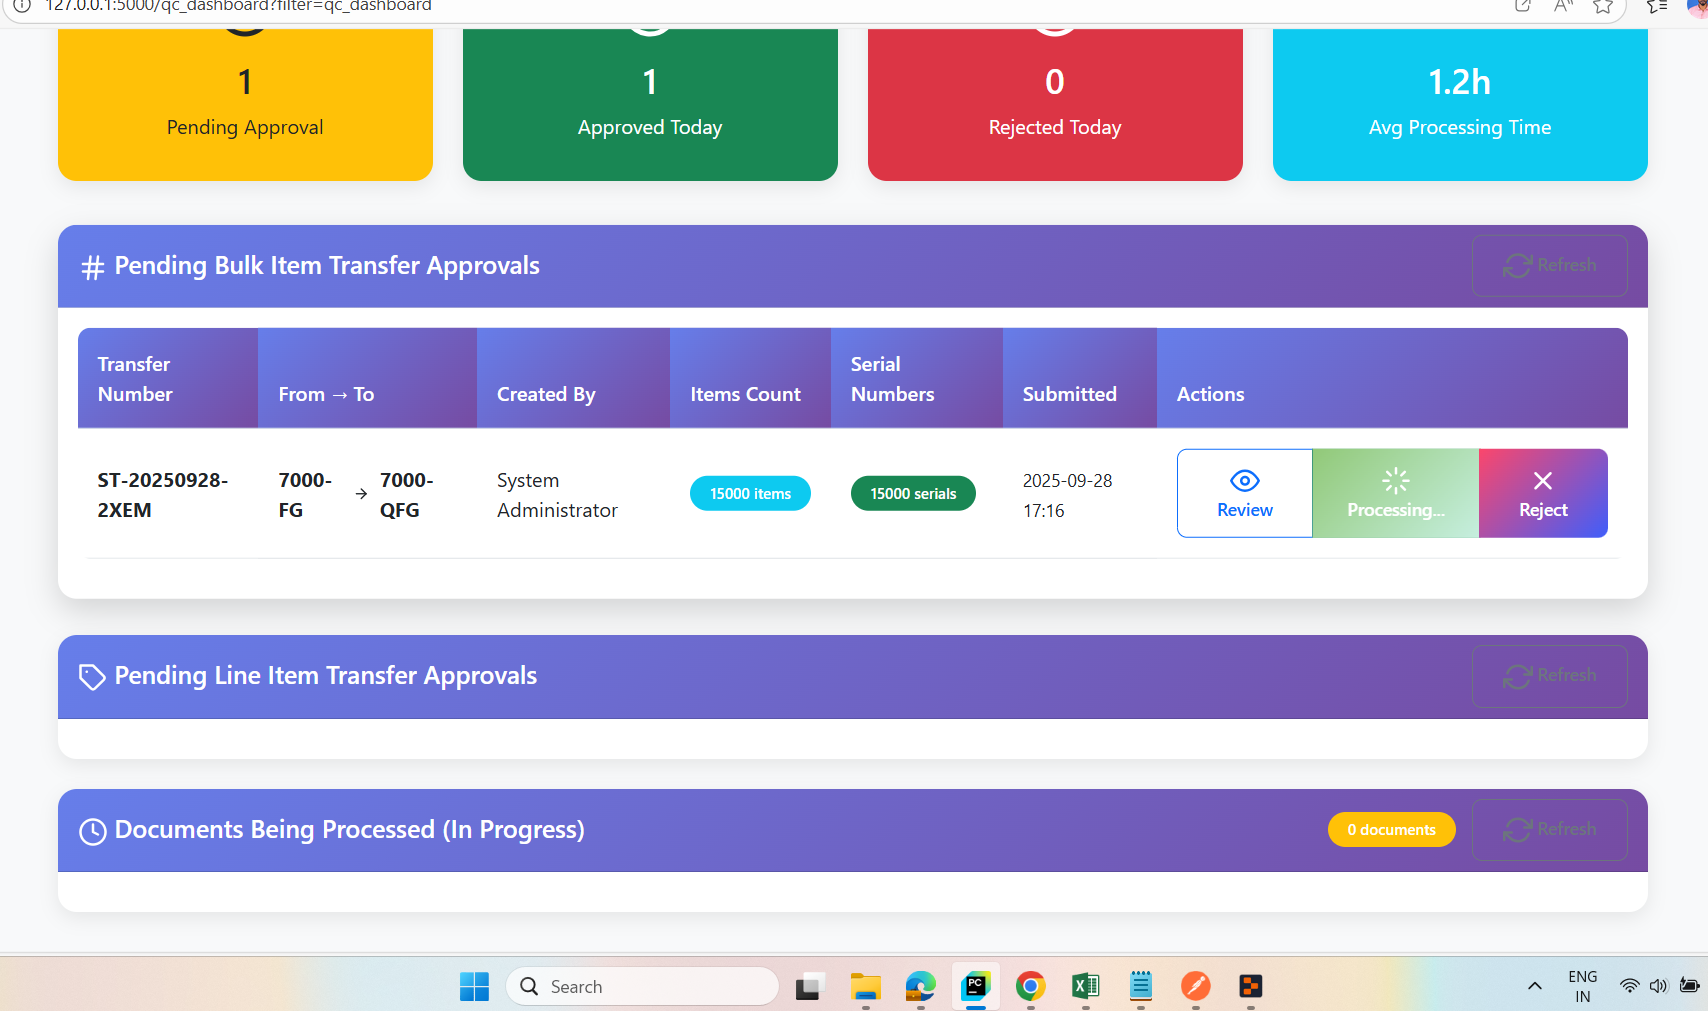 127.0.0.1:5000/qc_dashboard?filter=qc_dashboard
1
Pending Approval
1
Approved Today
0
Rejected Today
1.2h
Avg Processing Time
Pending Bulk Item Transfer Approvals
Refresh
Transfer
Number
From → To
Created By
Items Count
Serial
Numbers
Submitted
Actions
ST-20250928-
2XEM
7000-
FG
→
7000-
QFG
System
Administrator
15000 items
15000 serials
2025-09-28
17:16
Review
Processing...
Reject
Pending Line Item Transfer Approvals
Refresh
Documents Being Processed (In Progress)
0 documents
Refresh
Search
PC
ENG
IN